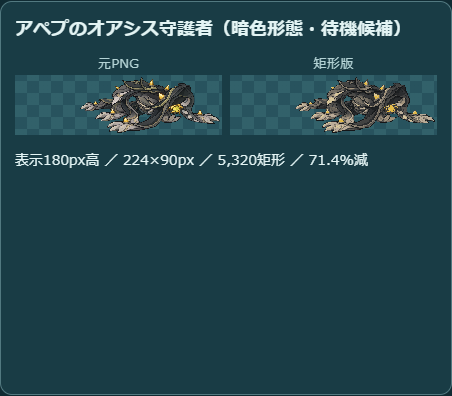 アペプのオアシス守護者（暗色形態・待機候補）
元PNG
矩形版
表示180px高 ／ 224×90px ／ 5,320矩形 ／ 71.4%減